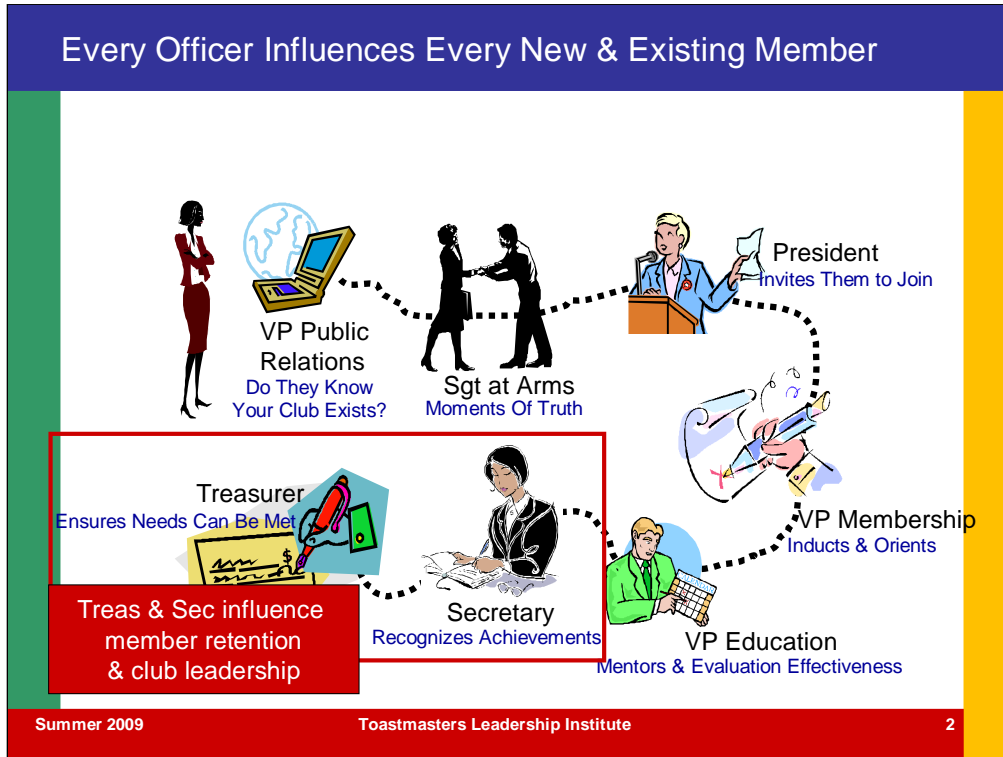 Every Officer Influences Every New & Existing Member
President
Invites Them to Join
VP Public
Relations
Do They Know
Your Club Exists?
Sgt at Arms
Moments Of Truth
VP Membership
Inducts & Orients
Treasurer
Ensures Needs Can Be Met
$
Secretary
Recognizes Achievements
VP Education
Mentors & Evaluation Effectiveness
Treas & Sec influence
member retention
& club leadership
Summer 2009
Toastmasters Leadership Institute
2